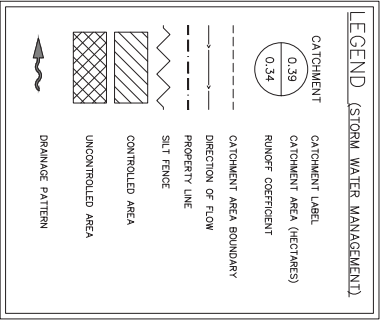 LEGEND (STORM WATER MANAGEMENT)
CATCHMENT
0.39
0.34
CATCHMENT LABEL
CATCHMENT AREA (HECTARES)
RUNOFF COEFFICIENT
CATCHMENT AREA BOUNDARY
DIRECTION OF FLOW
PROPERTY LINE
SILT FENCE
CONTROLLED AREA
UNCONTROLLED AREA
DRAINAGE PATTERN